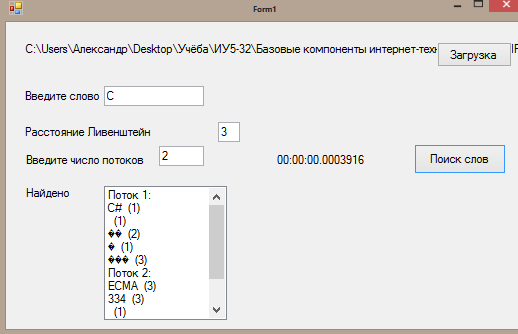 Form1
C:\Users\Александр\Desktop\Учёба\ИУ5-32\Базовые компоненты интернет-техн
Загрузка
Введите слово C
Расстояние Ливенштейн 3
Введите число потоков 2 00:00:00.0003916 Поиск слов
Найдено
Поток 1:
C# (1)
(1)
�� (2)
� (1)
��� (3)
Поток 2:
ECMA (3)
334 (3)
(1)